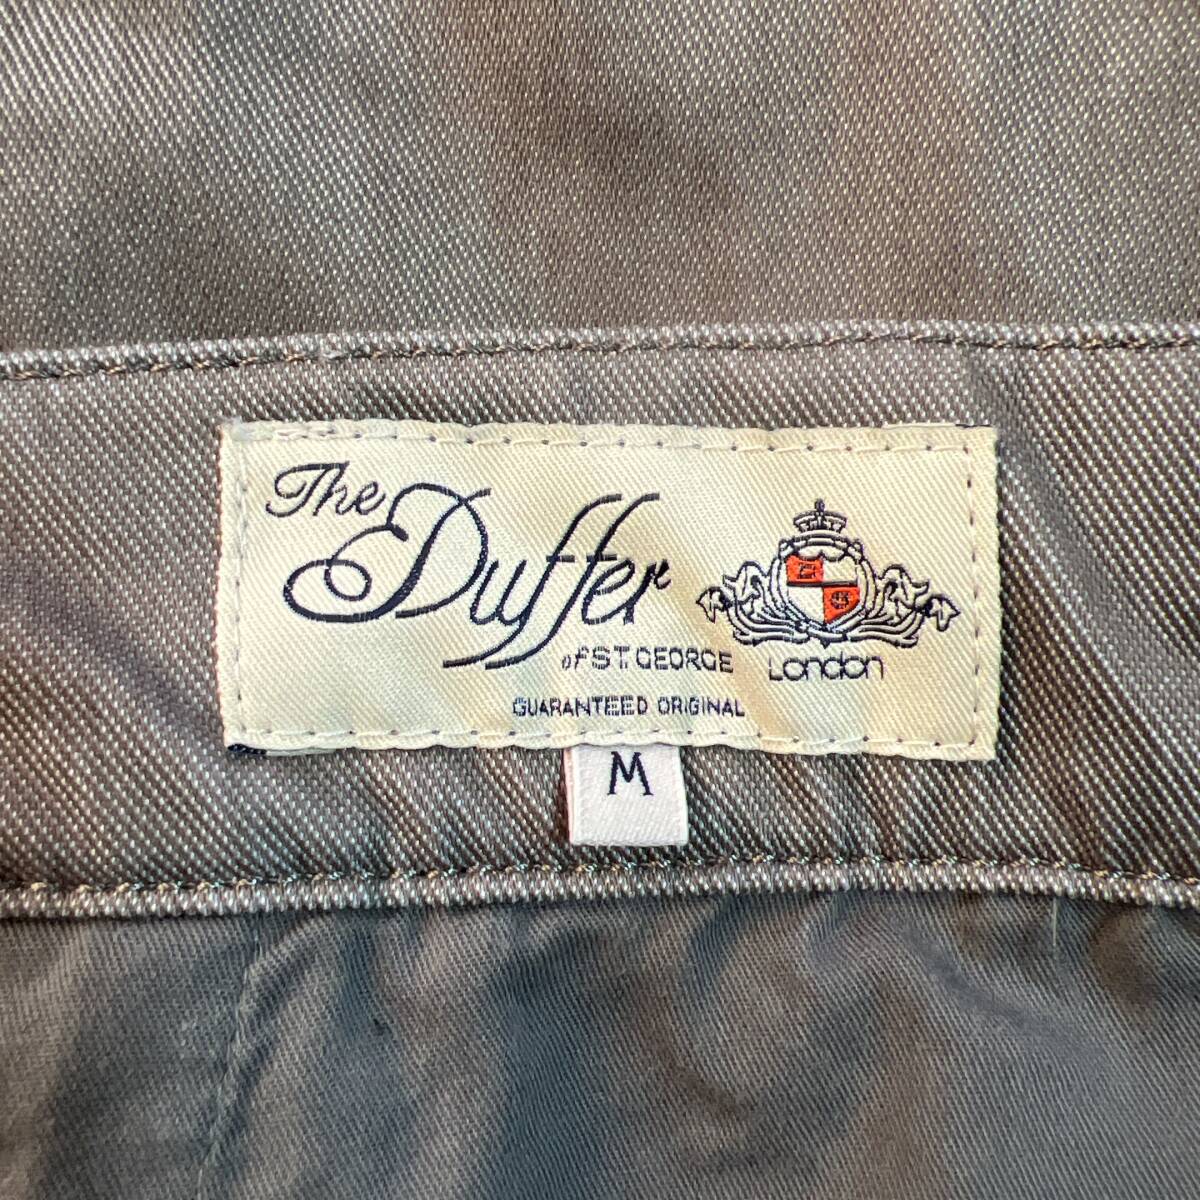 The
Duffer
of ST. GEORGE
London
GUARANTEED ORIGINAL
M